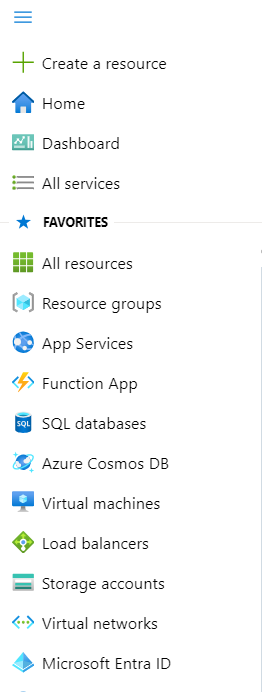 Create a resource
Home
Dashboard
All services
FAVORITES
All resources
Resource groups
App Services
Function App
SQL databases
Azure Cosmos DB
Virtual machines
Load balancers
Storage accounts
Virtual networks
Microsoft Entra ID